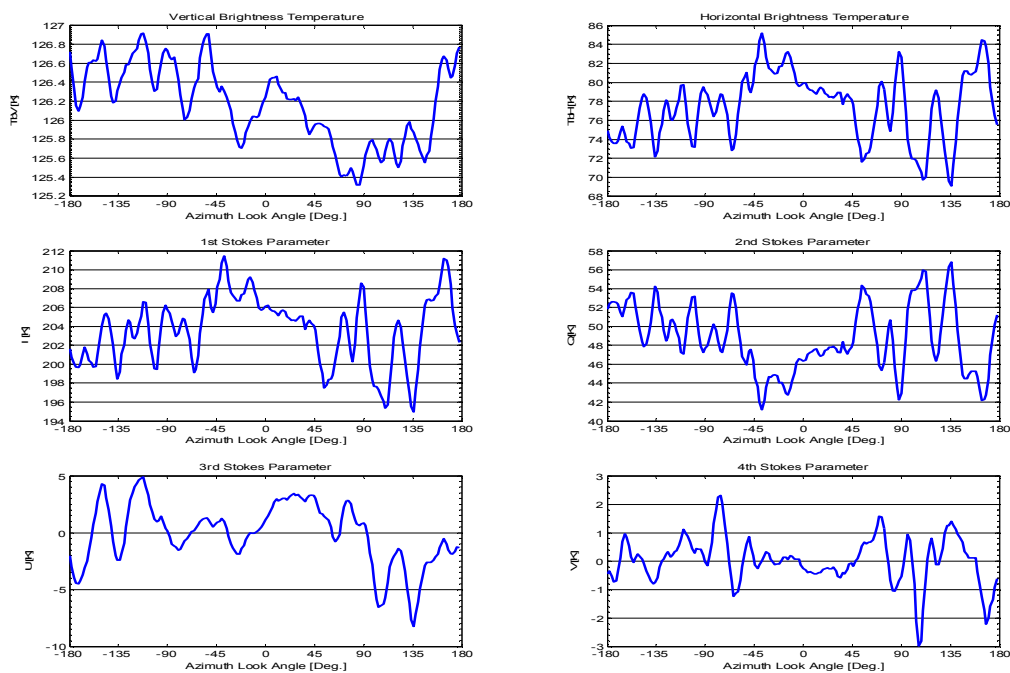 Vertical Brightness Temperature
127
126.8
126.6
126.4
126.2
126
125.8
125.6
125.4
125.2
TbV[K]
-180 -135 -90 -45 0 45 90 135 180
Azimuth Look Angle [Deg.]
Horizontal Brightness Temperature
86
84
82
80
78
76
74
72
70
68
TbH[K]
-180 -135 -90 -45 0 45 90 135 180
Azimuth Look Angle [Deg.]
1st Stokes Parameter
212
210
208
206
204
202
200
198
196
194
I [K]
-180 -135 -90 -45 0 45 90 135 180
Azimuth Look Angle [Deg.]
2nd Stokes Parameter
58
56
54
52
50
48
46
44
42
40
Q[K]
-180 -135 -90 -45 0 45 90 135 180
Azimuth Look Angle [Deg.]
3rd Stokes Parameter
5
0
-5
-10
U[K]
-180 -135 -90 -45 0 45 90 135 180
Azimuth Look Angle [Deg.]
4th Stokes Parameter
3
2
1
0
-1
-2
-3
V[K]
-180 -135 -90 -45 0 45 90 135 180
Azimuth Look Angle [Deg.]